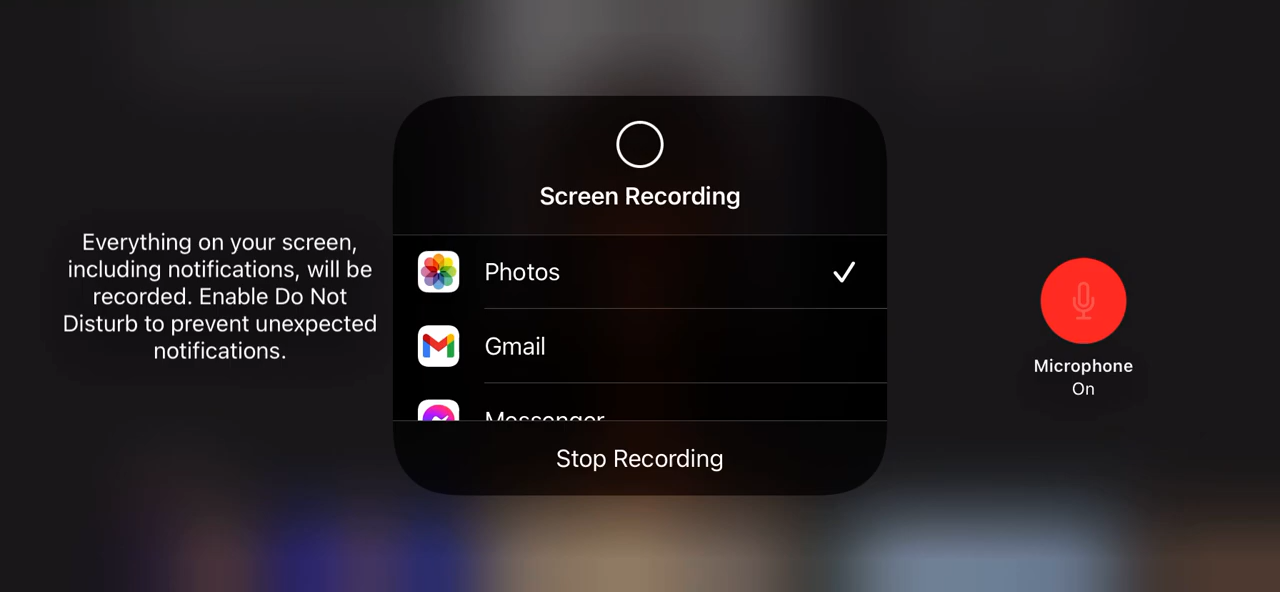 Screen Recording
Everything on your screen,
including notifications, will be
recorded. Enable Do Not
Disturb to prevent unexpected
notifications.
Photos
Gmail
Messenger
Stop Recording
Microphone
On